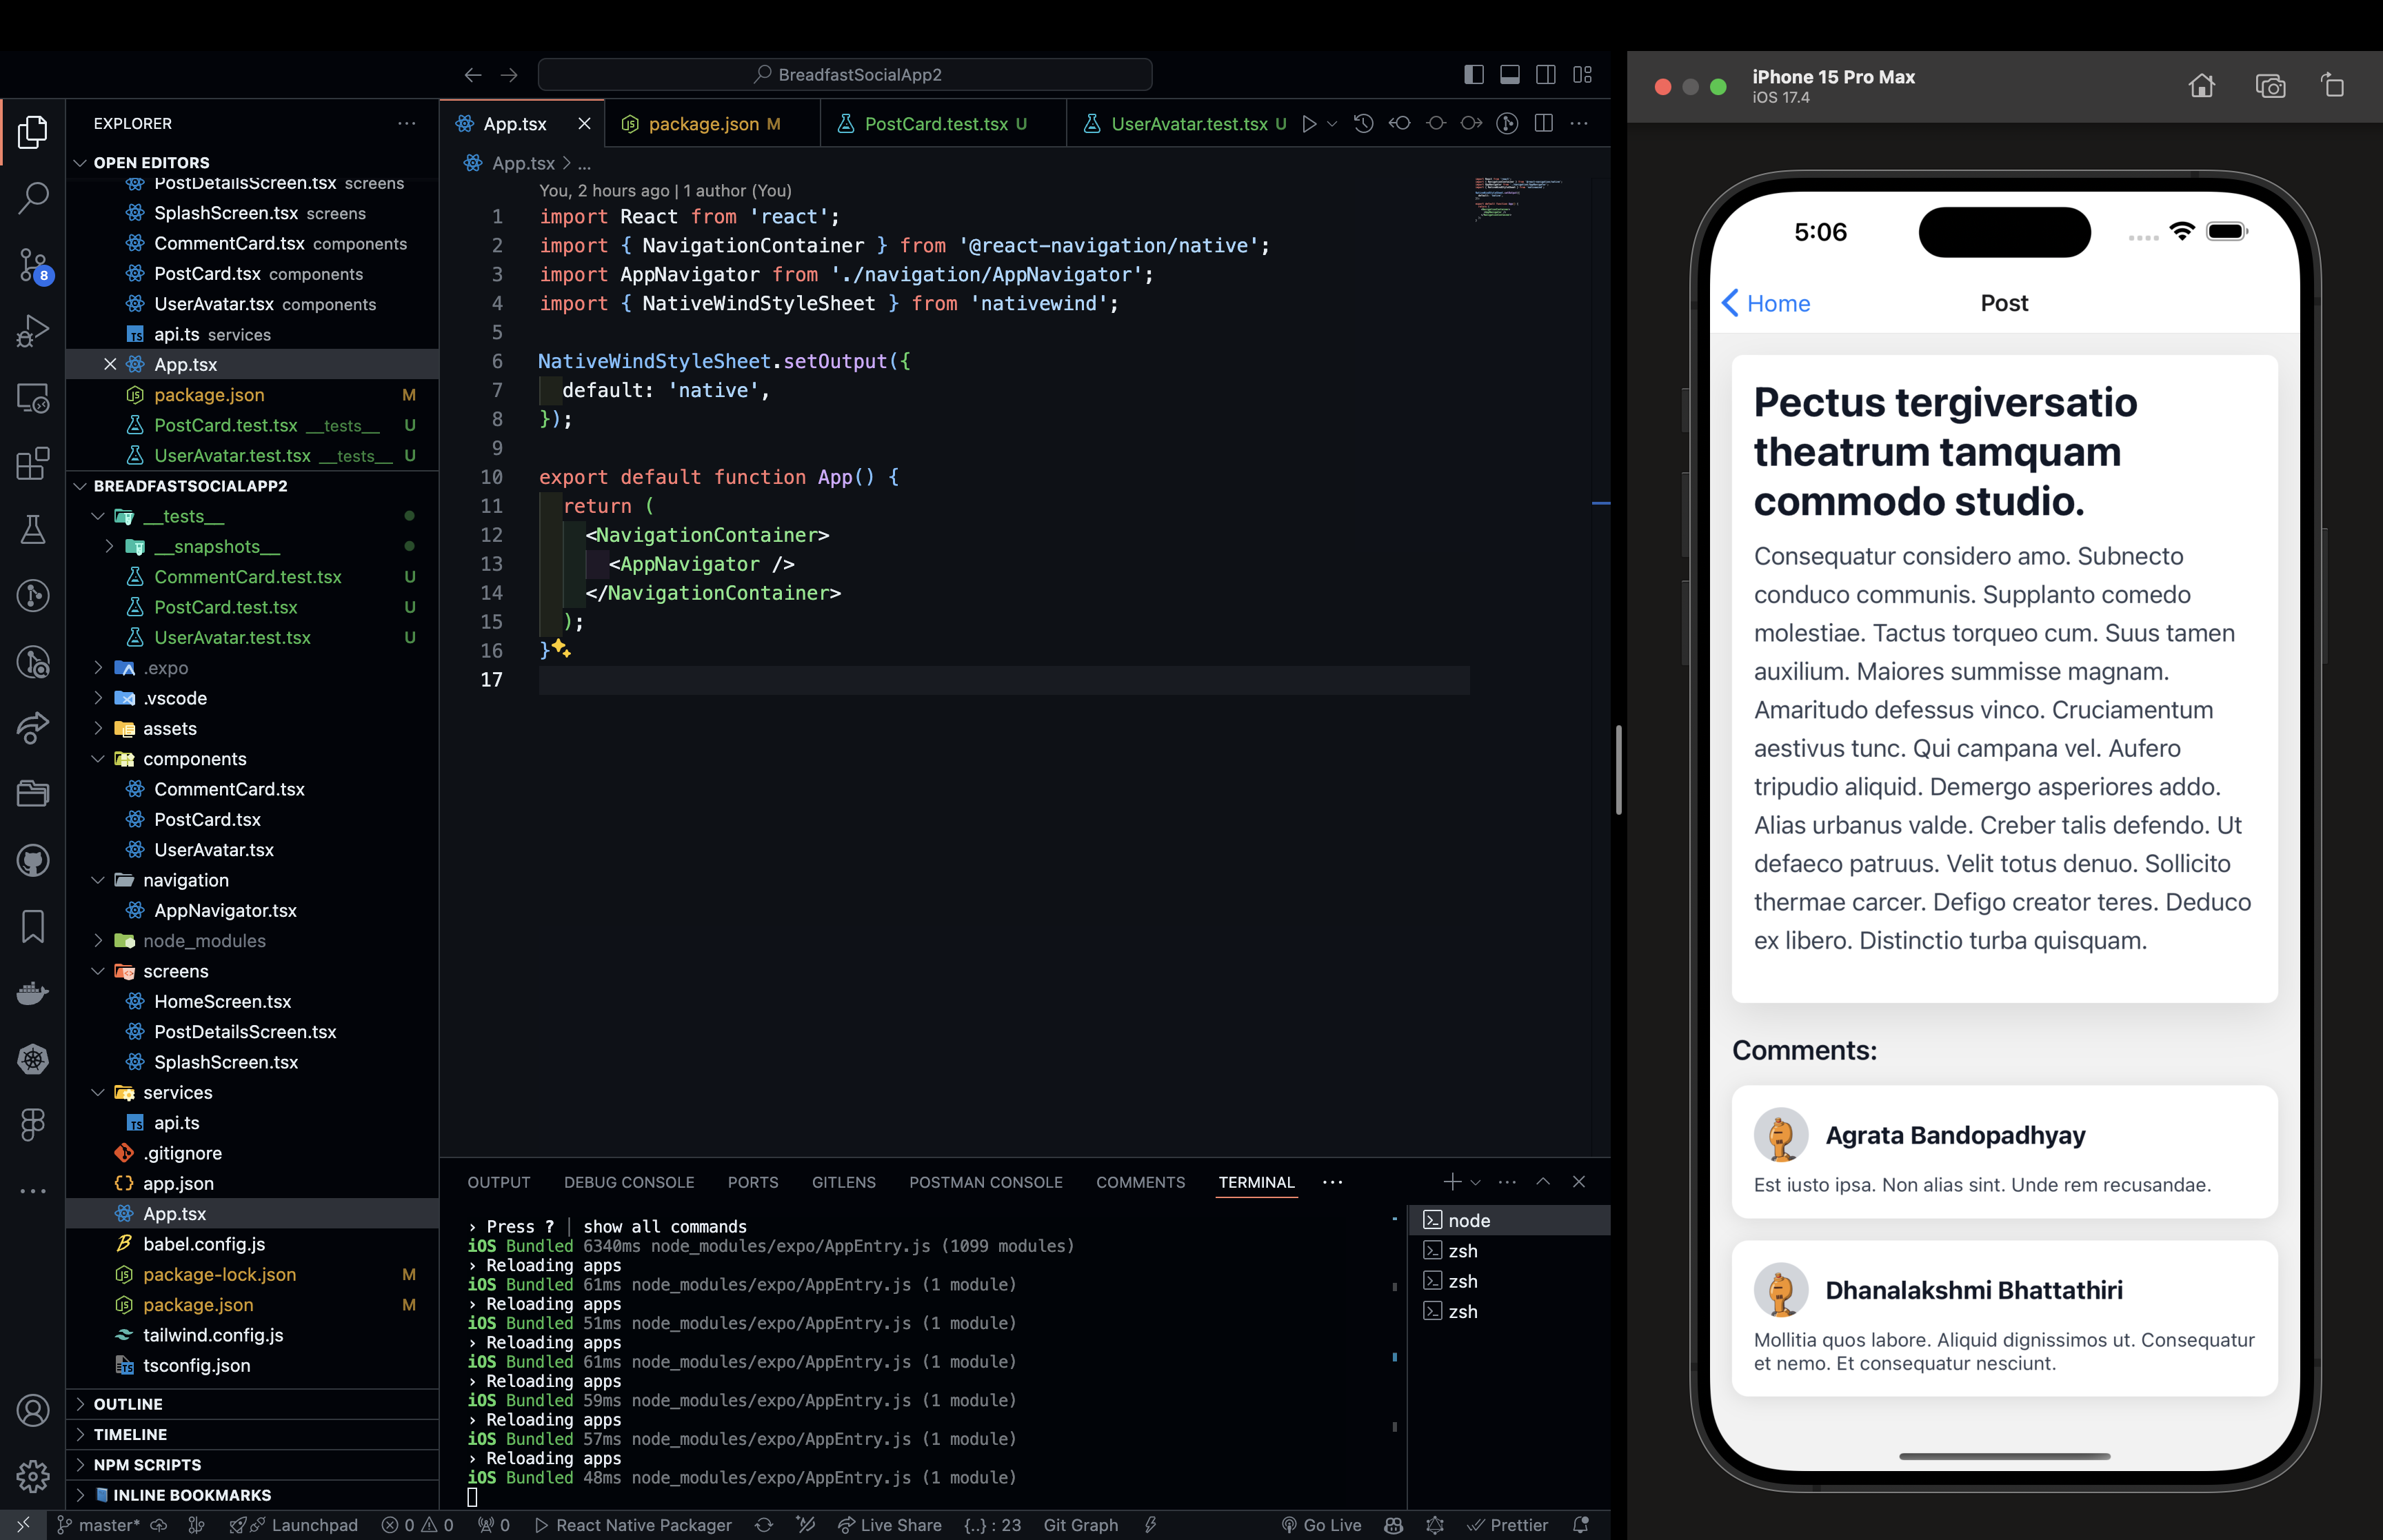 BreadfastSocialApp2
EXPLORER
OPEN EDITORS
PostDetailsScreen.tsx screens
SplashScreen.tsx screens
CommentCard.tsx components
PostCard.tsx components
UserAvatar.tsx components
TS api.ts services
App.tsx
package.json M
PostCard.test.tsx __tests__ U
UserAvatar.test.tsx __tests__ U
BREADFASTSOCIALAPP2
__tests__
__snapshots__
CommentCard.test.tsx U
PostCard.test.tsx U
UserAvatar.test.tsx U
.expo
.vscode
assets
components
CommentCard.tsx
PostCard.tsx
UserAvatar.tsx
navigation
AppNavigator.tsx
node_modules
screens
HomeScreen.tsx
PostDetailsScreen.tsx
SplashScreen.tsx
services
TS api.ts
.gitignore
app.json
App.tsx
babel.config.js
package-lock.json M
package.json M
tailwind.config.js
tsconfig.json
OUTLINE
TIMELINE
NPM SCRIPTS
INLINE BOOKMARKS
8
App.tsx
package.json M
PostCard.test.tsx U
UserAvatar.test.tsx U
App.tsx > ...
You, 2 hours ago | 1 author (You)
1 import React from 'react';
2 import { NavigationContainer } from '@react-navigation/native';
3 import AppNavigator from './navigation/AppNavigator';
4 import { NativeWindStyleSheet } from 'nativewind';
5
6 NativeWindStyleSheet.setOutput({
7 default: 'native',
8 });
9
10 export default function App() {
11 return (
12 <NavigationContainer>
13 <AppNavigator />
14 </NavigationContainer>
15 );
16 }
17
OUTPUT DEBUG CONSOLE PORTS GITLENS POSTMAN CONSOLE COMMENTS TERMINAL
› Press ? │ show all commands
iOS Bundled 6340ms node_modules/expo/AppEntry.js (1099 modules)
› Reloading apps
iOS Bundled 61ms node_modules/expo/AppEntry.js (1 module)
› Reloading apps
iOS Bundled 51ms node_modules/expo/AppEntry.js (1 module)
› Reloading apps
iOS Bundled 61ms node_modules/expo/AppEntry.js (1 module)
› Reloading apps
iOS Bundled 59ms node_modules/expo/AppEntry.js (1 module)
› Reloading apps
iOS Bundled 57ms node_modules/expo/AppEntry.js (1 module)
› Reloading apps
iOS Bundled 48ms node_modules/expo/AppEntry.js (1 module)
node
zsh
zsh
zsh
master* Launchpad 0 0 0 React Native Packager Live Share {..} : 23 Git Graph Go Live Prettier
iPhone 15 Pro Max
iOS 17.4
5:06
Home
Post
Pectus tergiversatio
theatrum tamquam
commodo studio.
Consequatur considero amo. Subnecto
conduco communis. Supplanto comedo
molestiae. Tactus torqueo cum. Suus tamen
auxilium. Maiores summisse magnam.
Amaritudo defessus vinco. Cruciamentum
aestivus tunc. Qui campana vel. Aufero
tripudio aliquid. Demergo asperiores addo.
Alias urbanus valde. Creber talis defendo. Ut
defaeco patruus. Velit totus denuo. Sollicito
thermae carcer. Defigo creator teres. Deduco
ex libero. Distinctio turba quisquam.
Comments:
Agrata Bandopadhyay
Est iusto ipsa. Non alias sint. Unde rem recusandae.
Dhanalakshmi Bhattathiri
Mollitia quos labore. Aliquid dignissimos ut. Consequatur
et nemo. Et consequatur nesciunt.